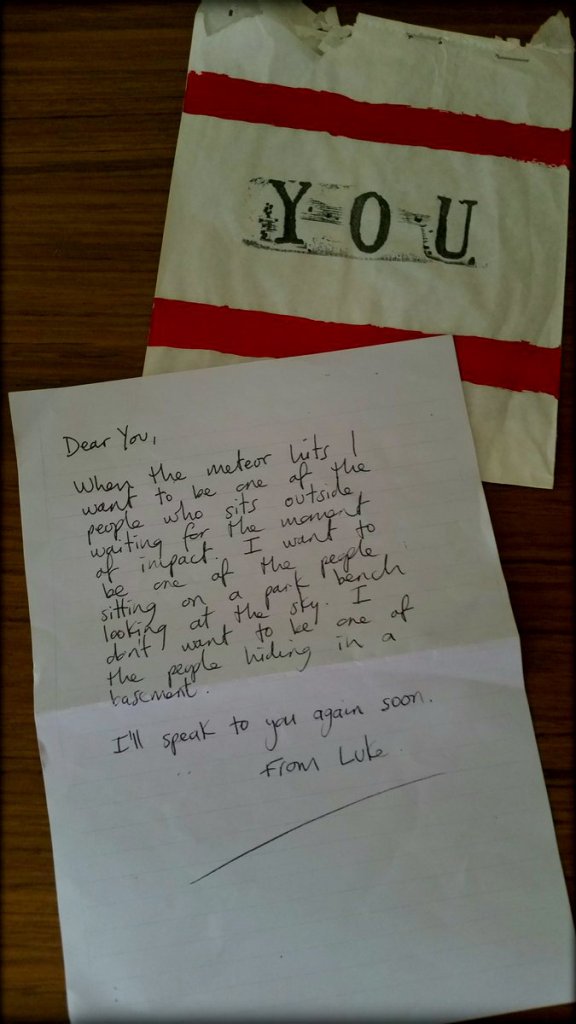 YOU
Dear You,
When the meteor hits I
want to be one of the
people who sits outside
waiting for the moment
of impact. I want to
be one of the people
sitting on a park bench
looking at the sky. I
don't want to be one of
the people hiding in a
basement.
I'll speak to you again soon.
From Luke